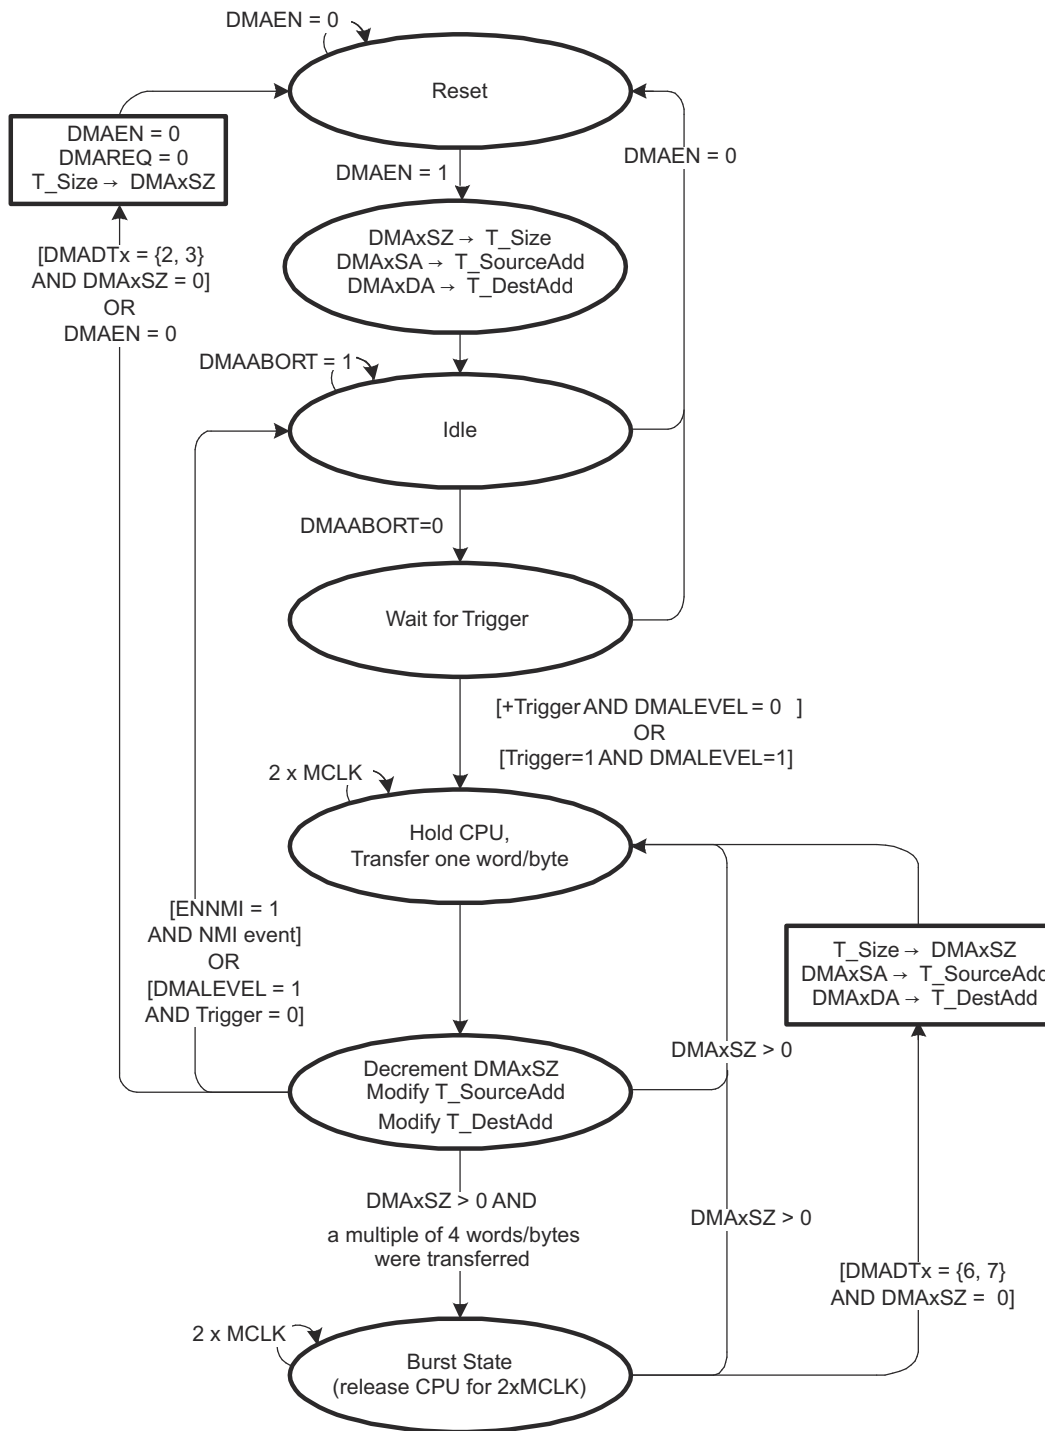 DMAEN = 0
Reset
DMAEN = 0
DMAREQ = 0
T_Size → DMAxSZ
DMAEN = 0
DMAEN = 1
DMAxSZ → T_Size
DMAxSA → T_SourceAdd
DMAxDA → T_DestAdd
[DMADTx = {2, 3}
AND DMAxSZ = 0]
OR
DMAEN = 0
DMAABORT = 1
Idle
DMAABORT=0
Wait for Trigger
[+Trigger AND DMALEVEL = 0 ]
OR
[Trigger=1 AND DMALEVEL=1]
2 x MCLK
Hold CPU,
Transfer one word/byte
[ENNMI = 1
AND NMI event]
OR
[DMALEVEL = 1
AND Trigger = 0]
T_Size → DMAxSZ
DMAxSA → T_SourceAdd
DMAxDA → T_DestAdd
DMAxSZ > 0
Decrement DMAxSZ
Modify T_SourceAdd
Modify T_DestAdd
DMAxSZ > 0 AND
a multiple of 4 words/bytes
were transferred
DMAxSZ > 0
[DMADTx = {6, 7}
AND DMAxSZ = 0]
2 x MCLK
Burst State
(release CPU for 2xMCLK)